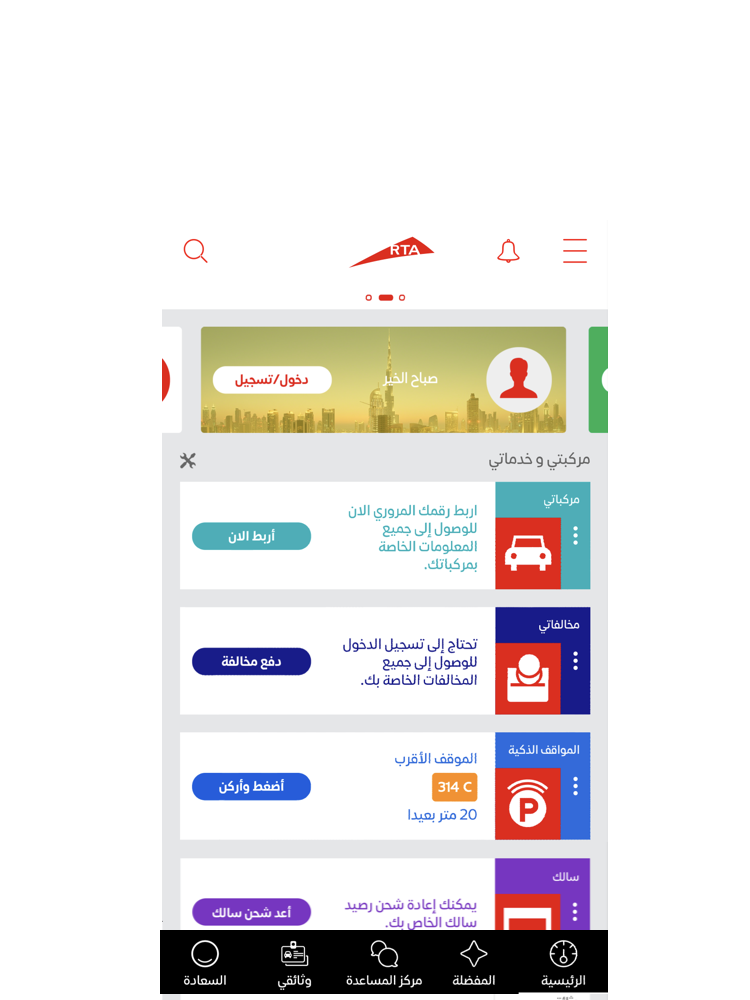 RTA
صباح الخير
دخول/تسجيل
مركبتي و خدماتي
مركباتي
اربط رقمك المروري الان
للوصول إلى جميع
المعلومات الخاصة
بمركباتك.
أربط الان
مخالفاتي
تحتاج إلى تسجيل الدخول
للوصول إلى جميع
المخالفات الخاصة بك.
دفع مخالفة
المواقف الذكية
الموقف الأقرب
314 C
20 متر بعيدا
P
أضغط وأركن
سالك
يمكنك إعادة شحن رصيد
سالك الخاص بك.
أعد شحن سالك
الرئيسية
المفضلة
مركز المساعدة
وثائقي
السعادة